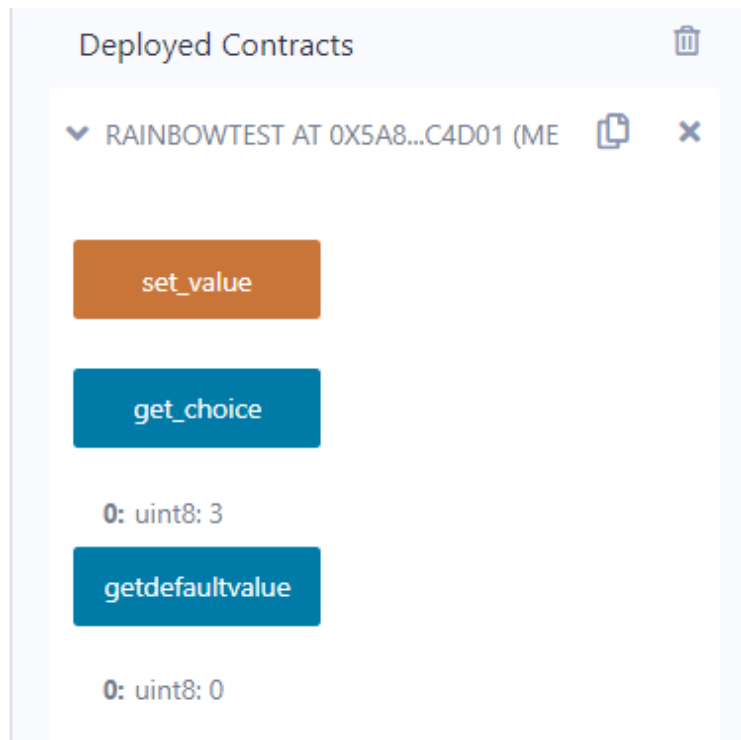 Deployed Contracts
RAINBOWTEST AT 0X5A8...C4D01 (ME
set_value
get_choice
0: uint8: 3
getdefaultvalue
0: uint8: 0